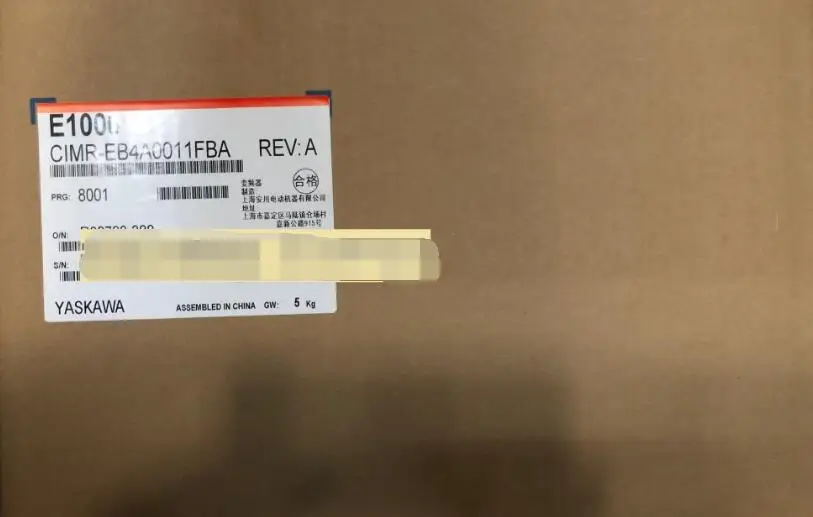 E1000
CIMR-EB4A0011FBA REV: A
PRG: 8001
合格
变频器
制造:
上海安川电动机器有限公司
地址:
上海市嘉定区马陆镇仓场村
嘉新公路915号
O/N:
S/N:
YASKAWA ASSEMBLED IN CHINA GW: 5 Kg